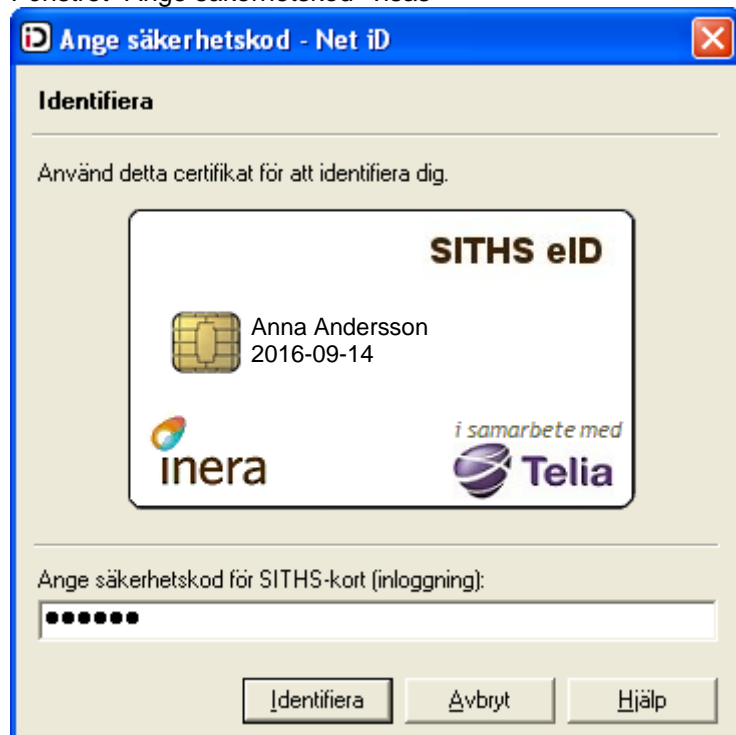 Ange säkerhetskod - Net iD
Identifiera
Använd detta certifikat för att identifiera dig.
SITHS eID
Anna Andersson
2016-09-14
inera
i samarbete med
Telia
Ange säkerhetskod för SITHS-kort (inloggning):
●●●●●●
Identifiera Avbryt Hjälp